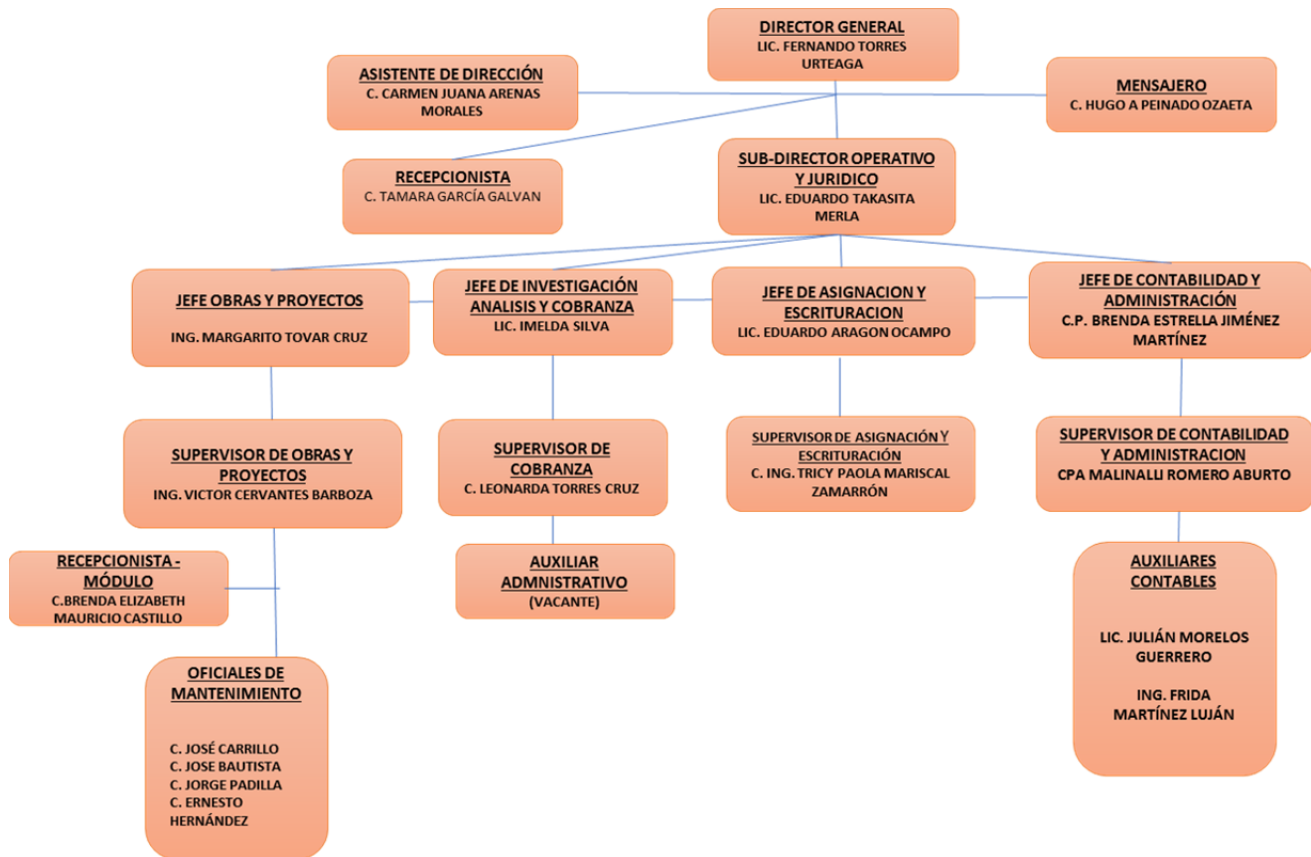 DIRECTOR GENERAL
LIC. FERNANDO TORRES
URTEAGA
ASISTENTE DE DIRECCIÓN
C. CARMEN JUANA ARENAS
MORALES
MENSAJERO
C. HUGO A PEINADO OZAETA
RECEPCIONISTA
C. TAMARA GARCÍA GALVAN
SUB-DIRECTOR OPERATIVO
Y JURIDICO
LIC. EDUARDO TAKASITA
MERLA
JEFE OBRAS Y PROYECTOS
ING. MARGARITO TOVAR CRUZ
JEFE DE INVESTIGACIÓN
ANALISIS Y COBRANZA
LIC. IMELDA SILVA
JEFE DE ASIGNACION Y
ESCRITURACION
LIC. EDUARDO ARAGON OCAMPO
JEFE DE CONTABILIDAD Y
ADMINISTRACIÓN
C.P. BRENDA ESTRELLA JIMÉNEZ
MARTÍNEZ
SUPERVISOR DE OBRAS Y
PROYECTOS
ING. VICTOR CERVANTES BARBOZA
SUPERVISOR DE
COBRANZA
C. LEONARDA TORRES CRUZ
SUPERVISOR DE ASIGNACIÓN Y
ESCRITURACIÓN
C. ING. TRICY PAOLA MARISCAL
ZAMARRÓN
SUPERVISOR DE CONTABILIDAD
Y ADMINISTRACION
CPA MALINALLI ROMERO ABURTO
RECEPCIONISTA -
MÓDULO
C.BRENDA ELIZABETH
MAURICIO CASTILLO
AUXILIAR
ADMNISTRATIVO
(VACANTE)
AUXILIARES
CONTABLES
LIC. JULIÁN MORELOS
GUERRERO
ING. FRIDA
MARTÍNEZ LUJÁN
OFICIALES DE
MANTENIMIENTO
C. JOSÉ CARRILLO
C. JOSE BAUTISTA
C. JORGE PADILLA
C. ERNESTO
HERNÁNDEZ